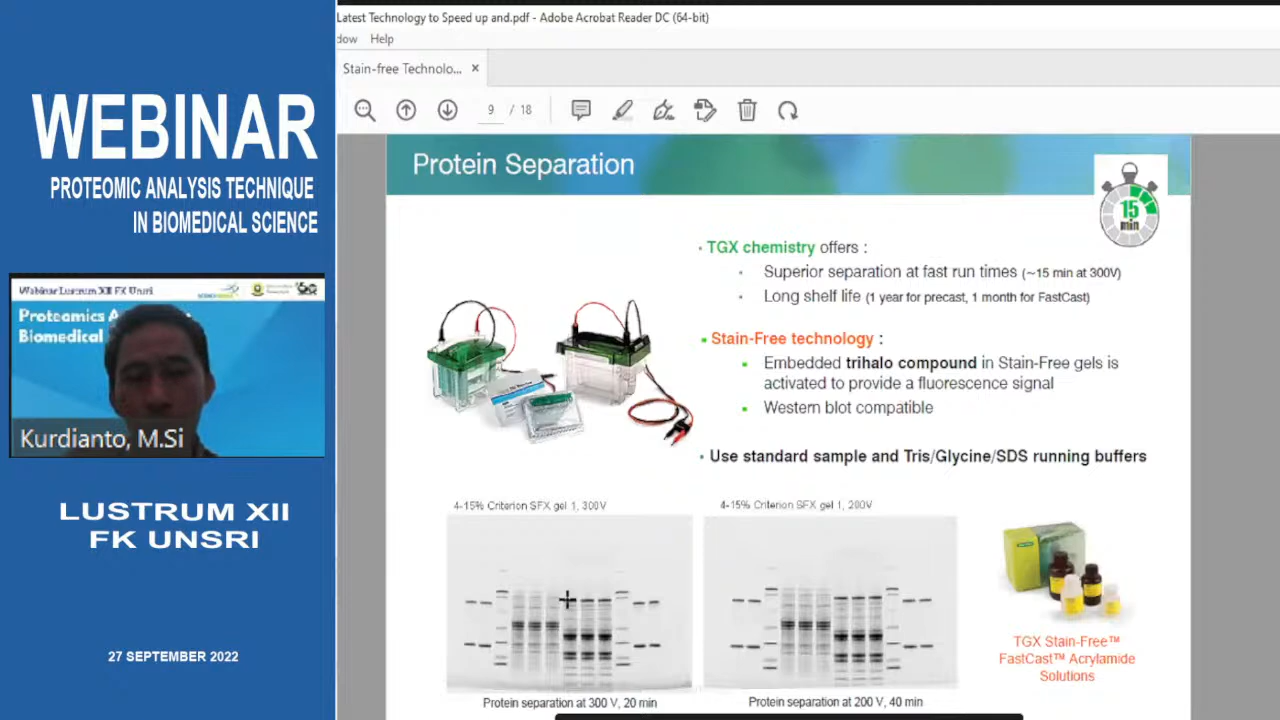 Latest Technology to Speed up and.pdf - Adobe Acrobat Reader DC (64-bit)
dow Help
Stain-free Technolo... ×
9 / 18
WEBINAR
PROTEOMIC ANALYSIS TECHNIQUE
IN BIOMEDICAL SCIENCE
Webinar Lustrum XII FK Unsri
Proteomics A
Biomedical
Kurdianto, M.Si
LUSTRUM XII
FK UNSRI
27 SEPTEMBER 2022
Protein Separation
15
min
· TGX chemistry offers :
· Superior separation at fast run times (~15 min at 300V)
· Long shelf life (1 year for precast, 1 month for FastCast)
▪ Stain-Free technology :
▪ Embedded trihalo compound in Stain-Free gels is
activated to provide a fluorescence signal
▪ Western blot compatible
· Use standard sample and Tris/Glycine/SDS running buffers
4-15% Criterion SFX gel 1, 300V
4-15% Criterion SFX gel 1, 200V
Protein separation at 300 V, 20 min
Protein separation at 200 V, 40 min
TGX Stain-Free™
FastCast™ Acrylamide
Solutions